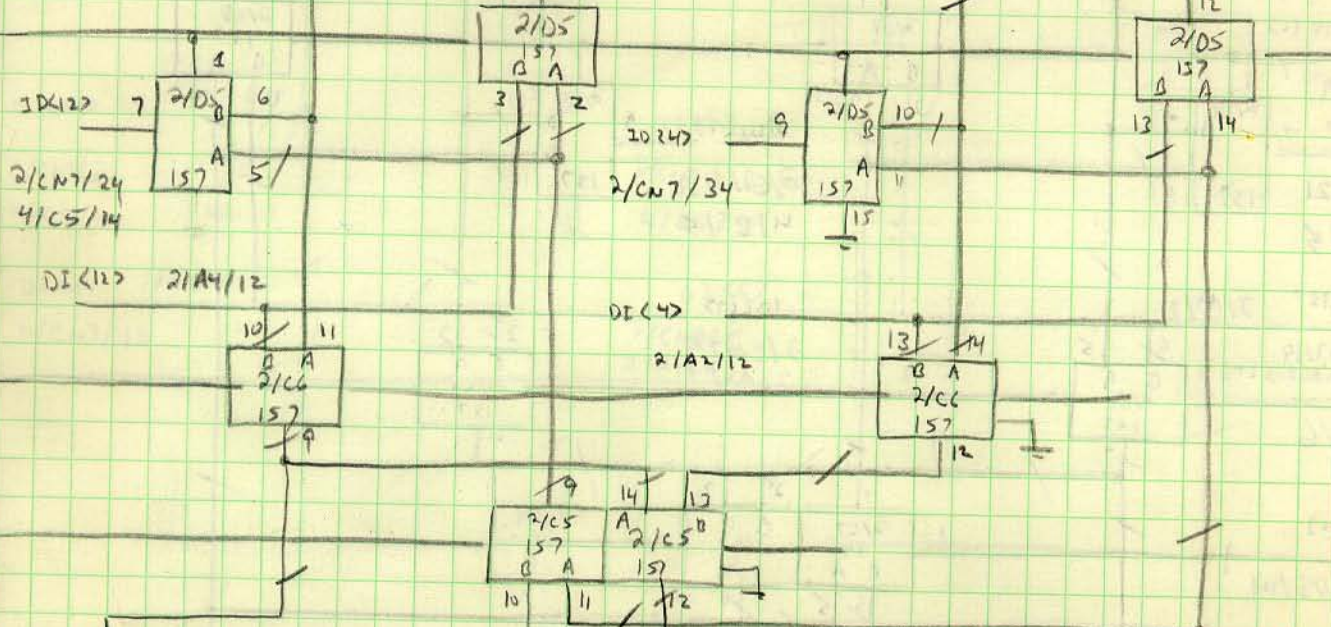 12
2/D5
157
B A
3 2
2/D5
157
B A
13 14
1
ID<12> 7
2/D5
B 6
A 5
157
2/CN7/24
4/C5/14
ID<4> 9
2/D5
B 10
A 11
157
15
2/CN7/34
DI<12> 2/A4/12
10 11
B A
2/C6
157
9
DI<4>
2/A2/12
13 14
B A
2/C6
157
12
9 14 13
2/C5
157
B A
10 11
A B
2/C5
157
12